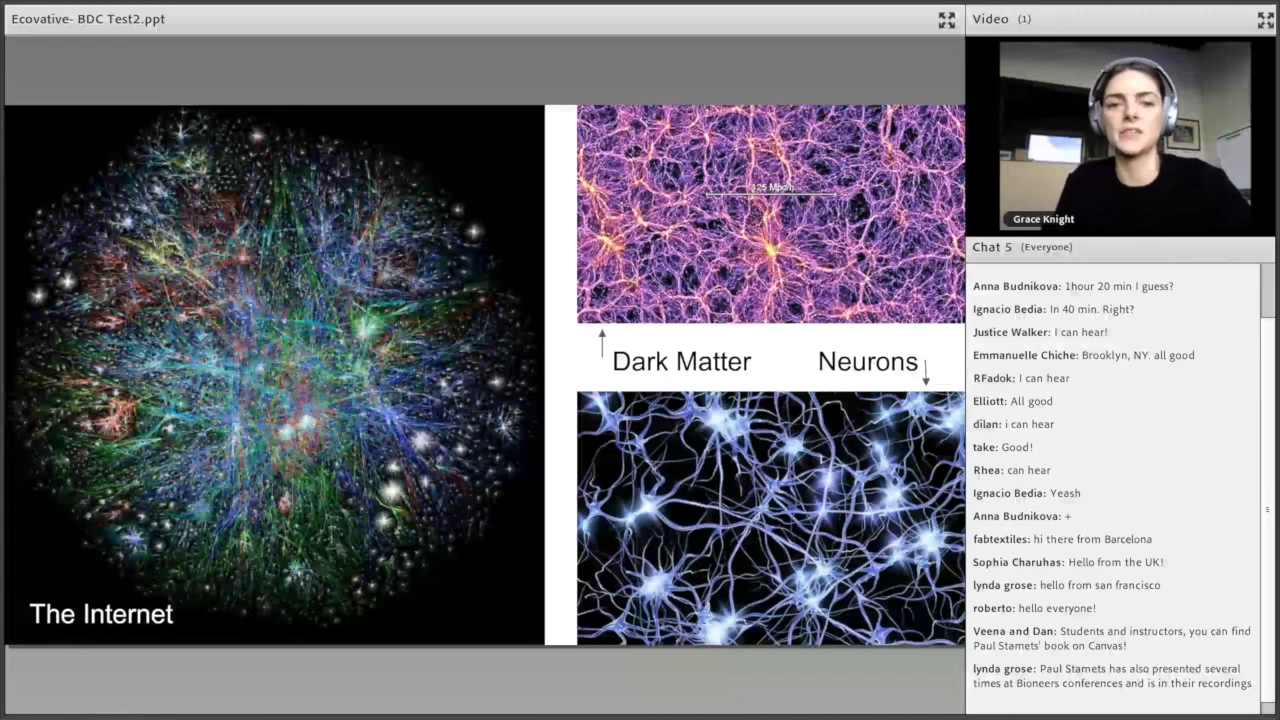 Ecovative- BDC Test2.ppt
The Internet
125 Mpc/h
Dark Matter
Neurons
Video (1)
Grace Knight
Chat 5 (Everyone)
Anna Budnikova: 1hour 20 min I guess?
Ignacio Bedia: In 40 min. Right?
Justice Walker: I can hear!
Emmanuelle Chiche: Brooklyn, NY. all good
RFadok: I can hear
Elliott: All good
dilan: i can hear
take: Good!
Rhea: can hear
Ignacio Bedia: Yeash
Anna Budnikova: +
fabtextiles: hi there from Barcelona
Sophia Charuhas: Hello from the UK!
lynda grose: hello from san francisco
roberto: hello everyone!
Veena and Dan: Students and instructors, you can find
Paul Stamets' book on Canvas!
lynda grose: Paul Stamets has also presented several
times at Bioneers conferences and is in their recordings